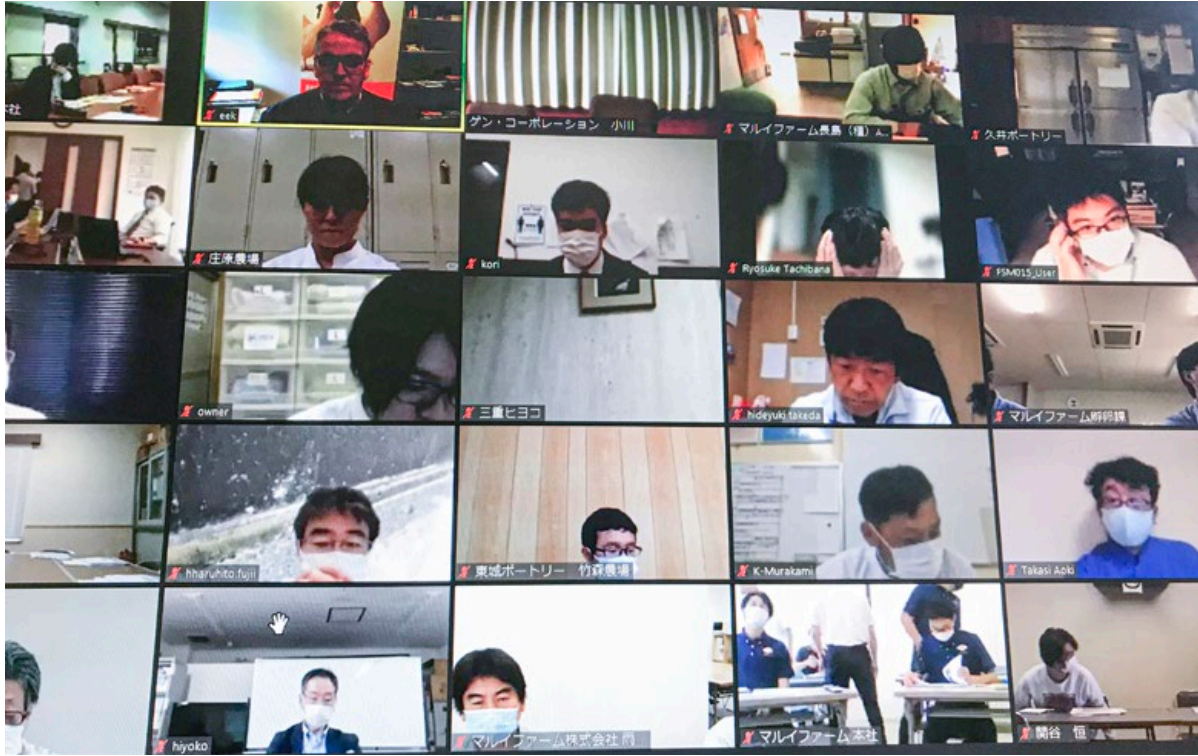 社
eek
ゲン・コーポレーション 小川
マルイファーム長島(種)A...
久井ポートリー
庄原農場
kori
Ryosuke Tachibana
FSM015_User
owner
三重ヒヨコ
hideyuki takeda
マルイファーム孵卵課
hharuhito.fujii
東城ポートリー 竹森農場
K-Murakami
Takasi Aoki
hiyoko
マルイファーム株式会社
マルイファーム 本社
関谷 恒